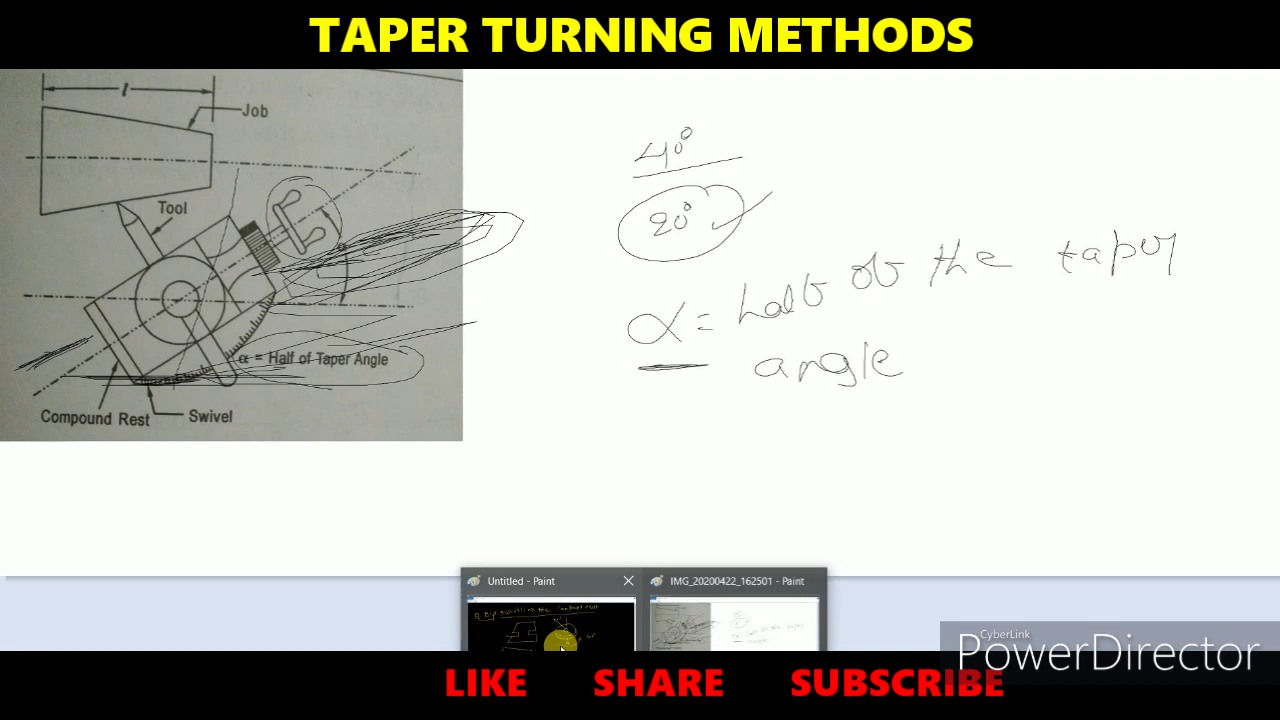 TAPER TURNING METHODS
l
Job
Tool
α
α = Half of Taper Angle
Compound Rest
Swivel
40°
20°
α = half of the taper
angle
Untitled - Paint
IMG_20200422_162501 - Paint
CyberLink
PowerDirector
LIKE SHARE SUBSCRIBE